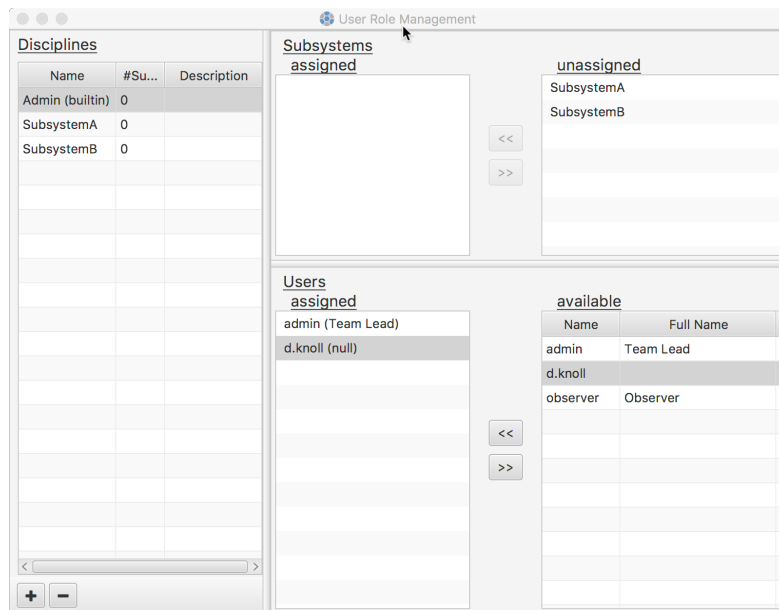 User Role Management
Disciplines
Name #Su... Description
Admin (builtin) 0
SubsystemA 0
SubsystemB 0
+ −
Subsystems
assigned
<<
>>
unassigned
SubsystemA
SubsystemB
Users
assigned
admin (Team Lead)
d.knoll (null)
<<
>>
available
Name Full Name
admin Team Lead
d.knoll
observer Observer